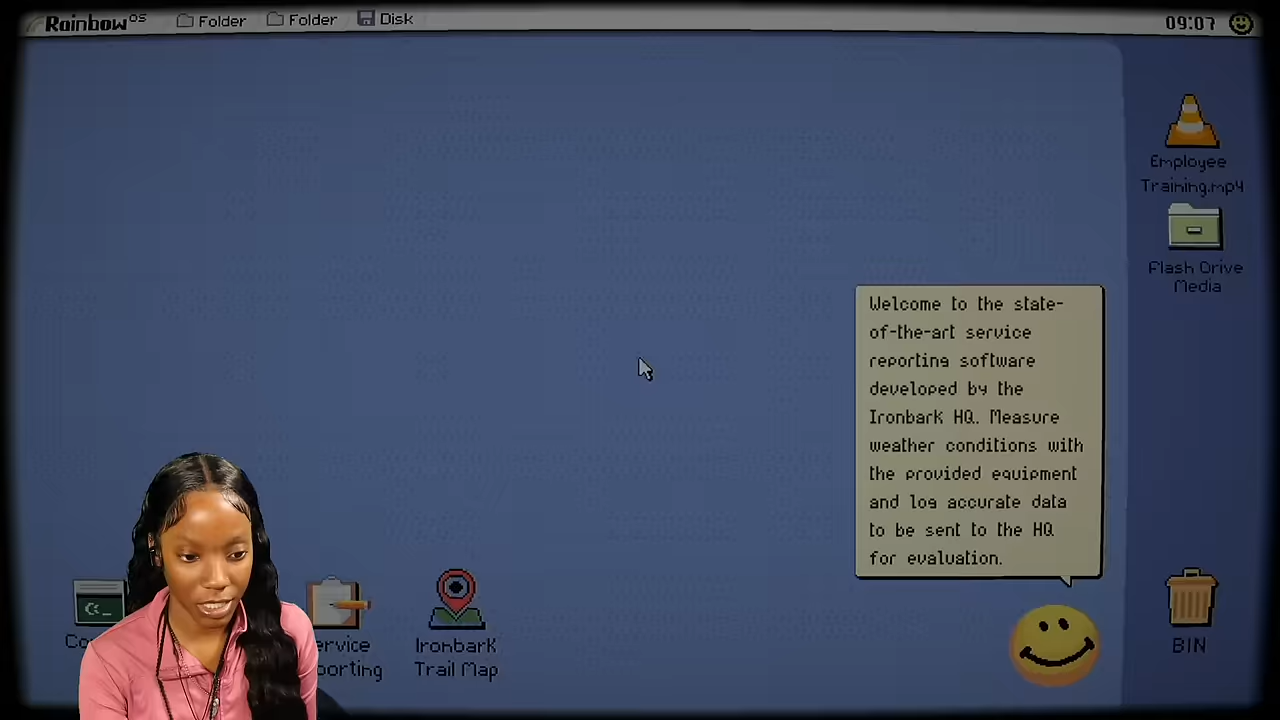 Rainbow OS
Folder
Folder
Disk
09:07
Employee
Training.mp4
Flash Drive
Media
Welcome to the state-
of-the-art service
reporting software
developed by the
Ironbark HQ. Measure
weather conditions with
the provided equipment
and log accurate data
to be sent to the HQ
for evaluation.
Ironbark
Trail Map
BIN